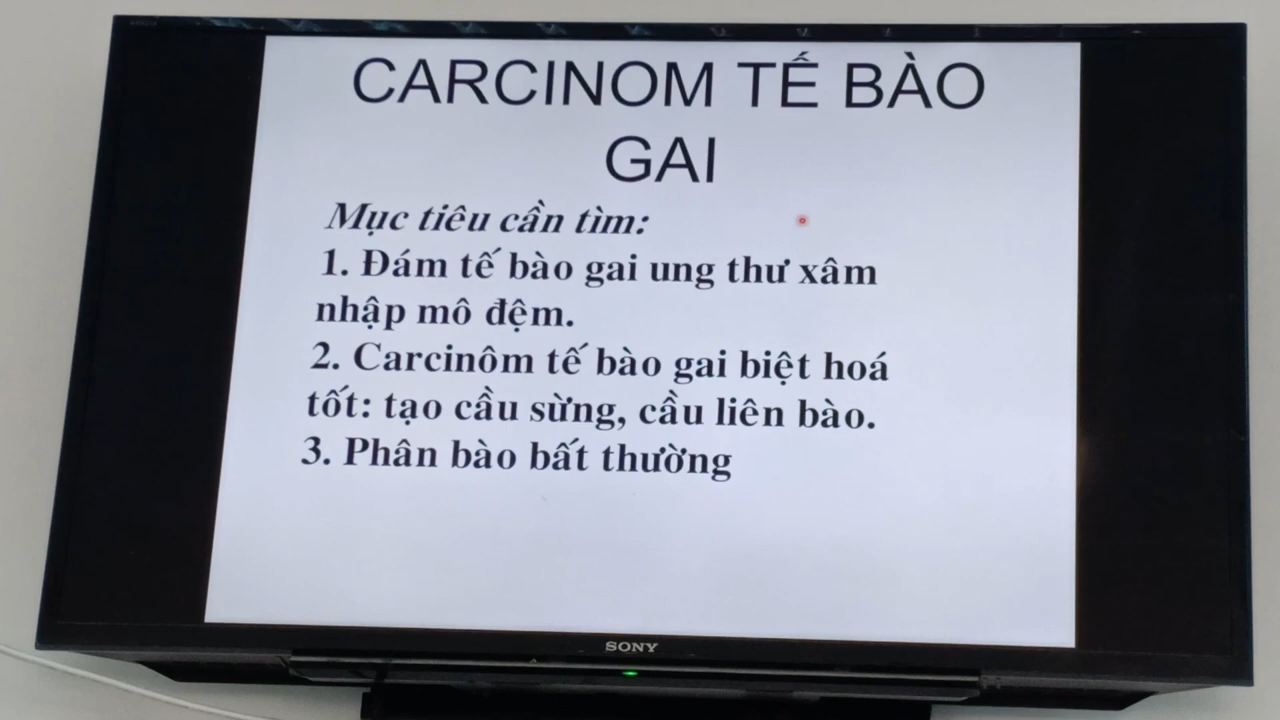 CARCINOM TẾ BÀO
GAI
Mục tiêu cần tìm:
1. Đám tế bào gai ung thư xâm
nhập mô đệm.
2. Carcinôm tế bào gai biệt hoá
tốt: tạo cầu sừng, cầu liên bào.
3. Phân bào bất thường
SONY